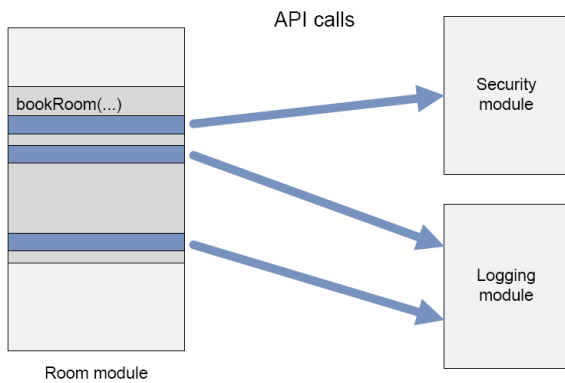 API calls
bookRoom(...)
Security
module
Logging
module
Room module